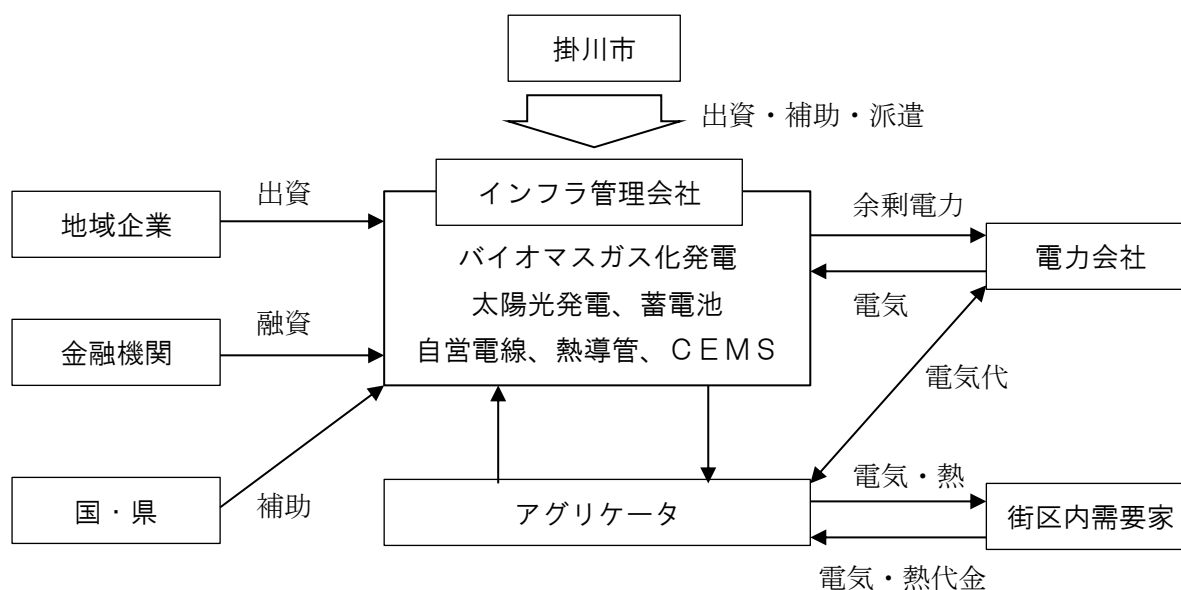 掛川市
出資・補助・派遣
インフラ管理会社
出資
地域企業
余剰電力
バイオマスガス化発電
電力会社
太陽光発電、蓄電池
電気
融資
金融機関
自営電線、熱導管、ＣＥＭＳ
電気代
電気・熱
国・県
補助
アグリケータ
街区内需要家
電気・熱代金